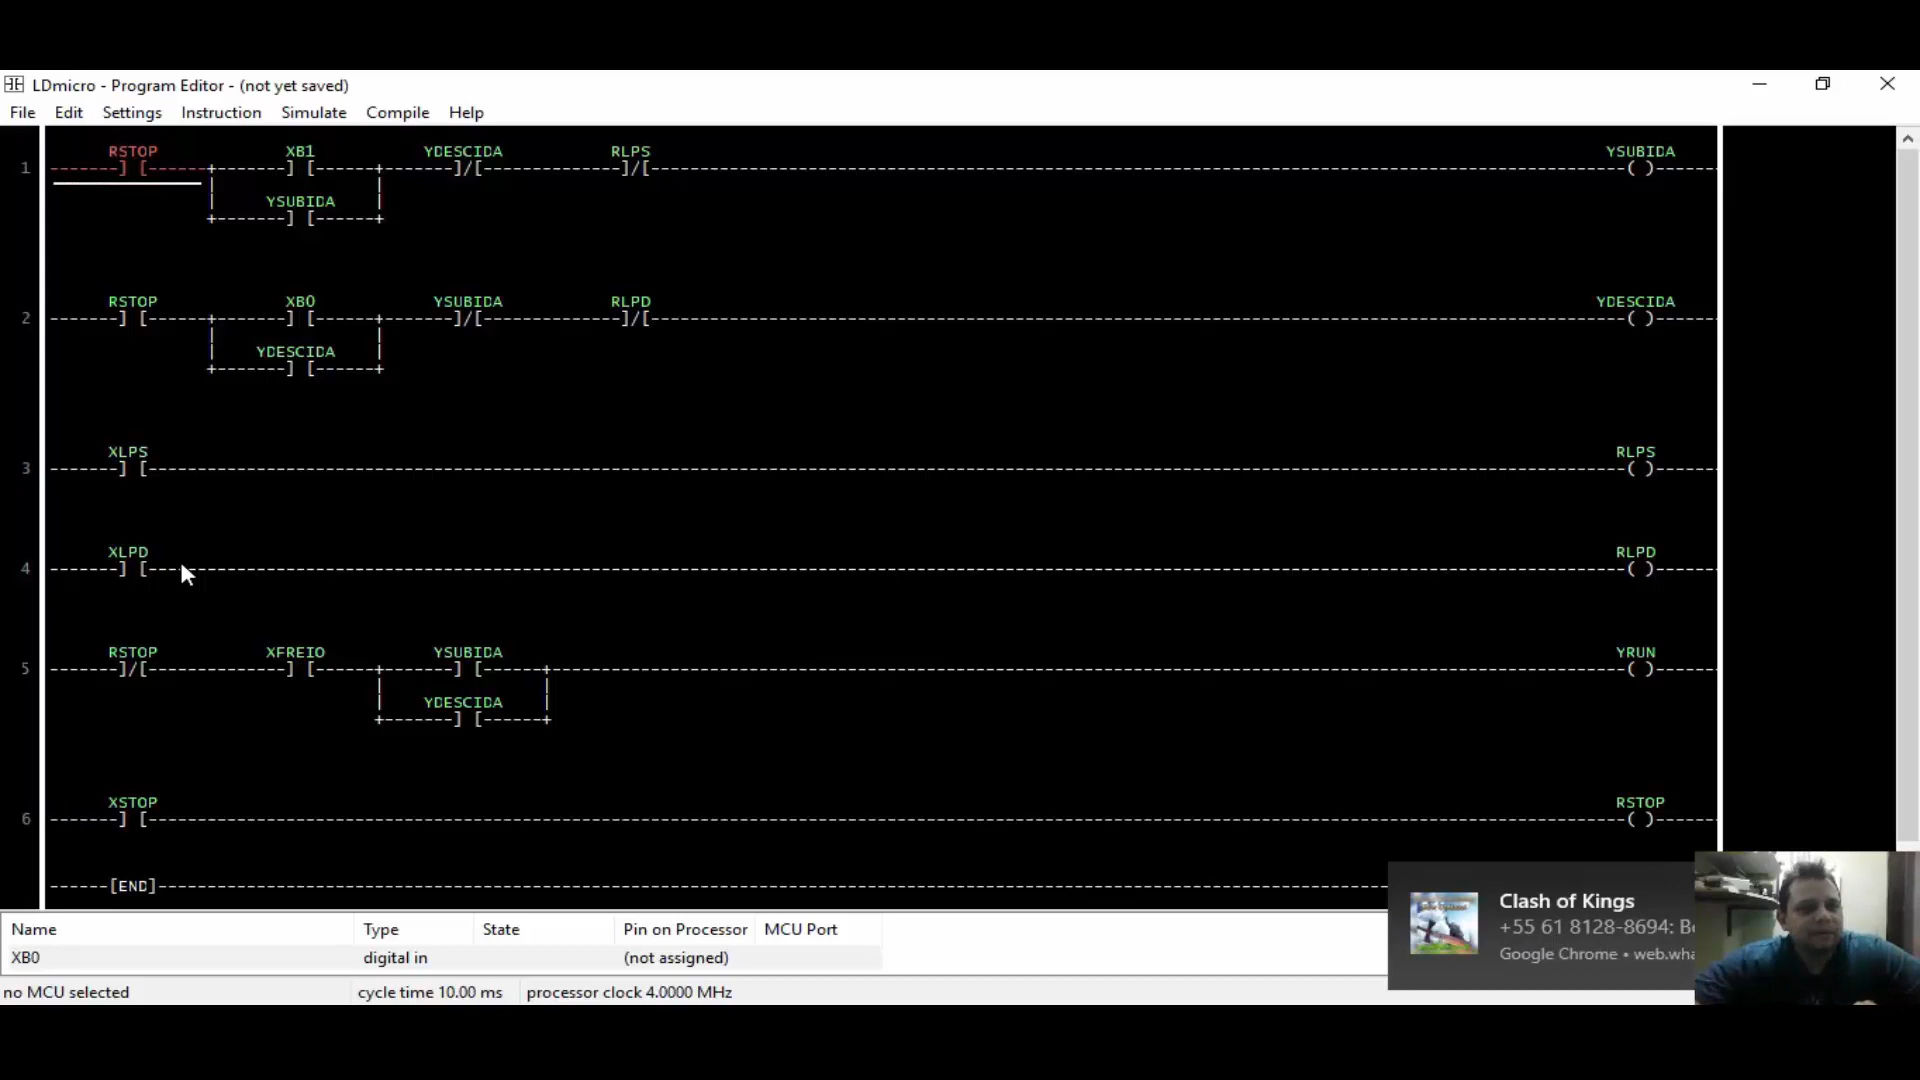 LDmicro - Program Editor - (not yet saved)
File Edit Settings Instruction Simulate Compile Help
RSTOP XB1 YDESCIDA RLPS YSUBIDA
1 ------] [------+------] [------+------]/[------]/[------( )------
YSUBIDA
+------] [------+
RSTOP XB0 YSUBIDA RLPD YDESCIDA
2 ------] [------+------] [------+------]/[------]/[------( )------
YDESCIDA
+------] [------+
XLPS RLPS
3 ------] [------( )------
XLPD RLPD
4 ------] [------( )------
RSTOP XFREIO YSUBIDA YRUN
5 ------]/[------] [------+------] [------+------( )------
YDESCIDA
+------] [------+
XSTOP RSTOP
6 ------] [------( )------
------[END]------
Name Type State Pin on Processor MCU Port
XB0 digital in (not assigned)
no MCU selected cycle time 10.00 ms processor clock 4.0000 MHz
Clash of Kings
+55 61 8128-8694:
Google Chrome •